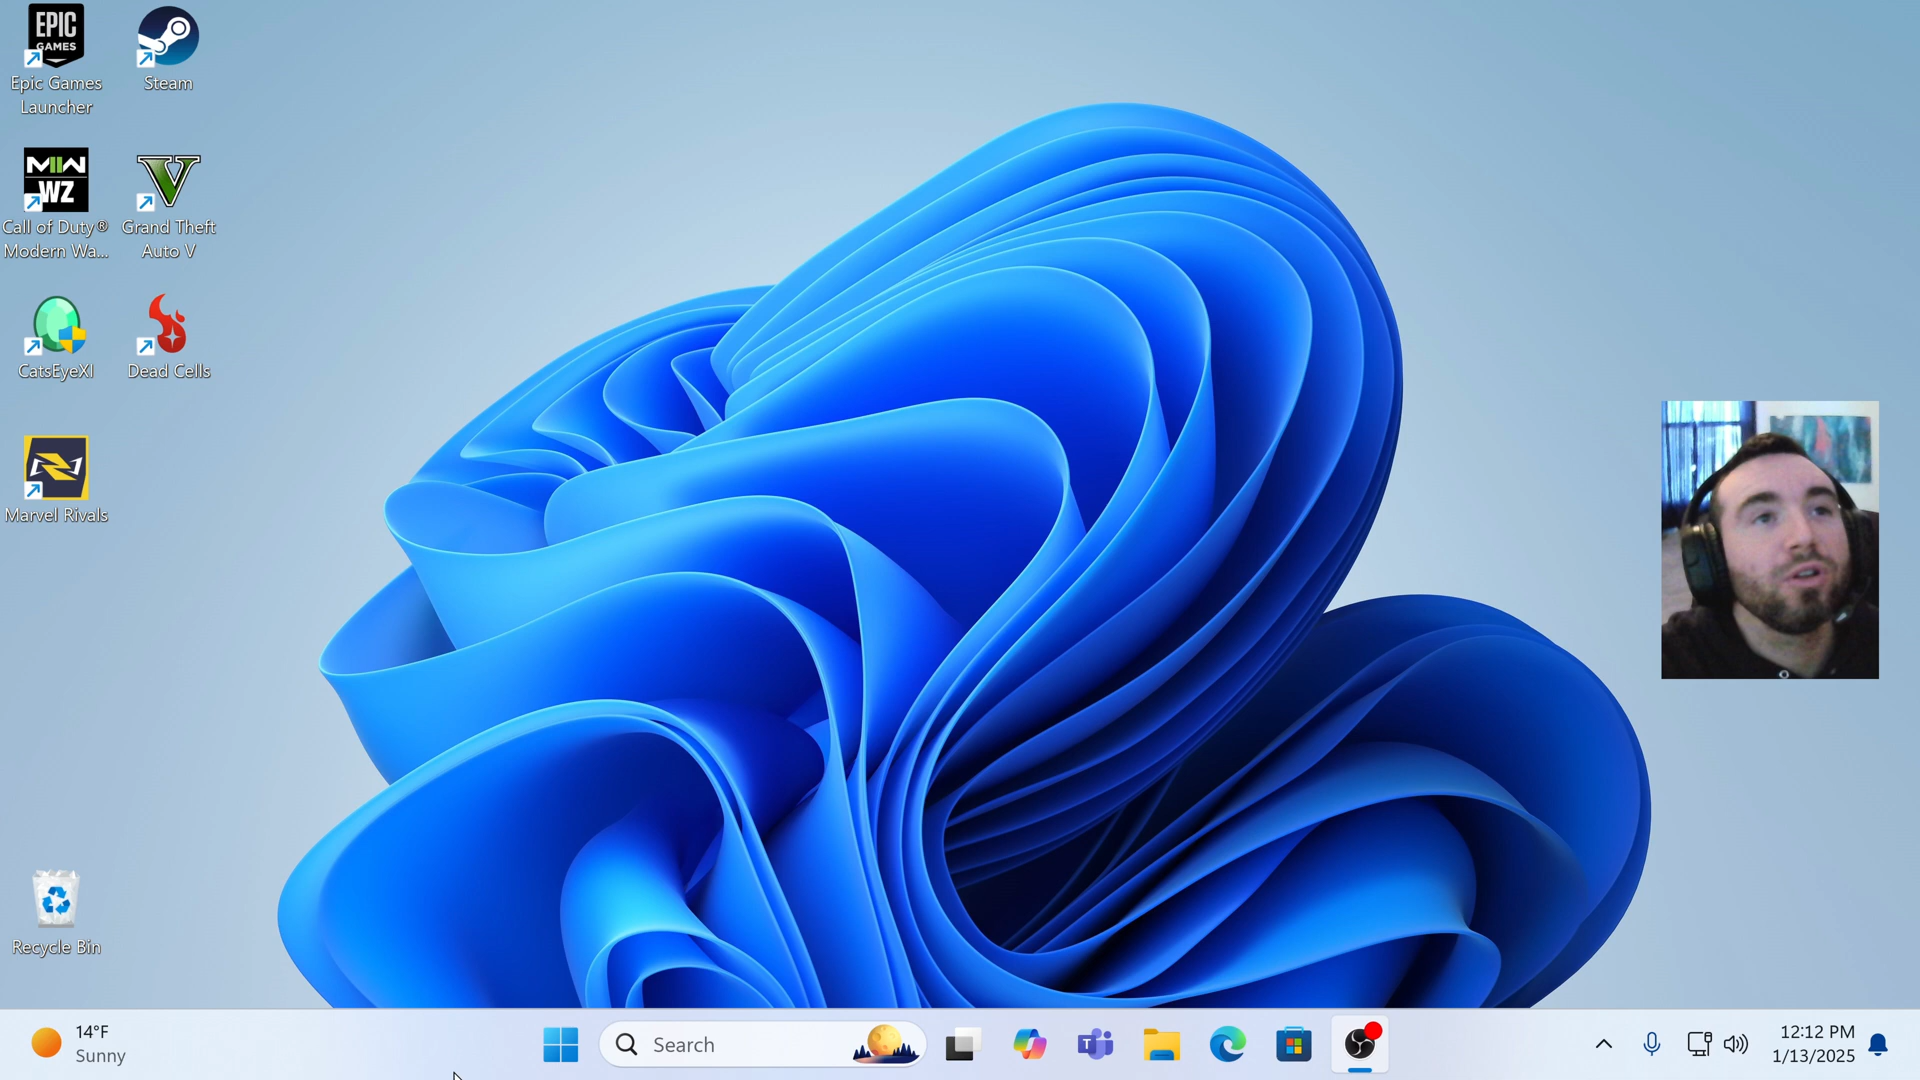 EPIC
GAMES
Epic Games
Launcher
Steam
MW
WZ
Call of Duty®
Modern Wa...
V
Grand Theft
Auto V
CatsEyeXI
Dead Cells
Marvel Rivals
Recycle Bin
14°F
Sunny
Search
T
12:12 PM
1/13/2025